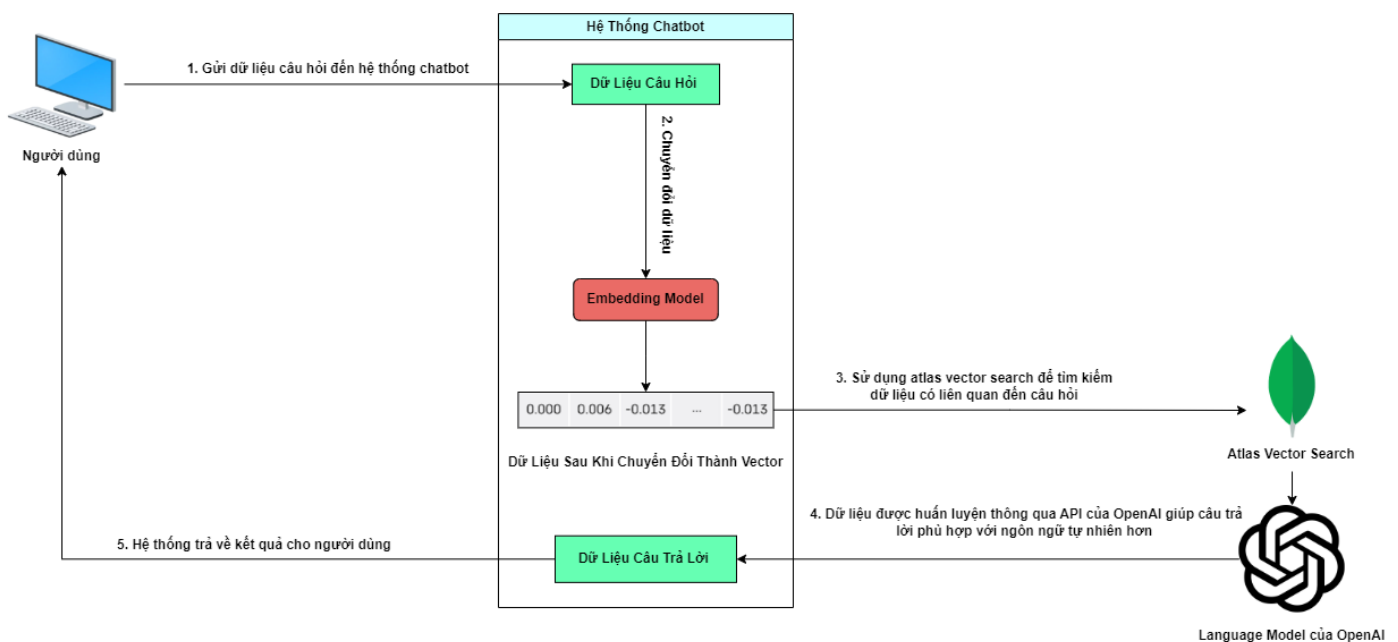 Hệ Thống Chatbot
1. Gửi dữ liệu câu hỏi đến hệ thống chatbot
Dữ Liệu Câu Hỏi
Người dùng
2. Chuyển đổi dữ liệu
Embedding Model
3. Sử dụng atlas vector search để tìm kiếm
dữ liệu có liên quan đến câu hỏi
0.000 0.006 -0.013 ... -0.013
Dữ Liệu Sau Khi Chuyển Đổi Thành Vector
Atlas Vector Search
4. Dữ liệu được huấn luyện thông qua API của OpenAI giúp câu trả
lời phù hợp với ngôn ngữ tự nhiên hơn
5. Hệ thống trả về kết quả cho người dùng
Dữ Liệu Câu Trả Lời
Language Model của OpenAI